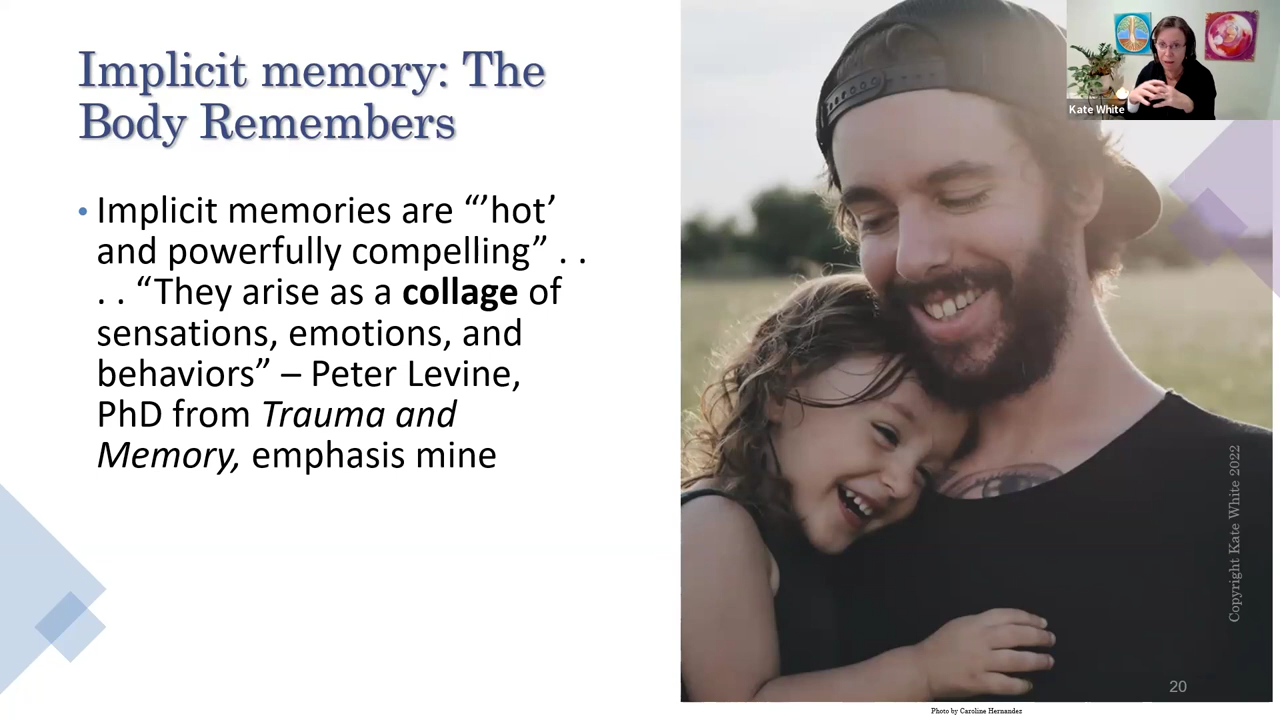 Implicit memory: The
Body Remembers
• Implicit memories are “’hot’
and powerfully compelling” . .
. . “They arise as a collage of
sensations, emotions, and
behaviors” – Peter Levine,
PhD from Trauma and
Memory, emphasis mine
Kate White
Copyright Kate White 2022
20
Photo by Caroline Hernandez